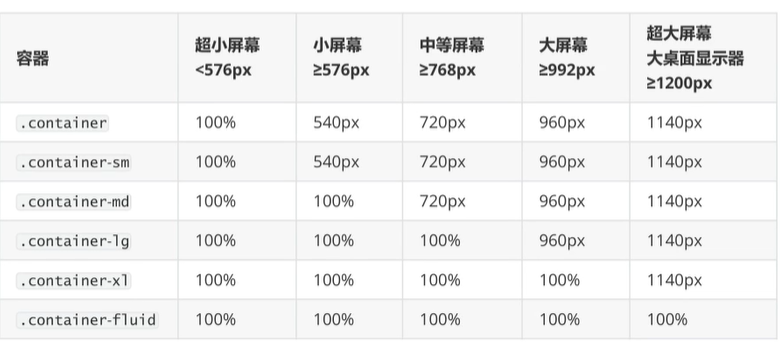 容器 超小屏幕 <576px 小屏幕 ≥576px 中等屏幕 ≥768px 大屏幕 ≥992px 超大屏幕 大桌面显示器 ≥1200px
.container 100% 540px 720px 960px 1140px
.container-sm 100% 540px 720px 960px 1140px
.container-md 100% 100% 720px 960px 1140px
.container-lg 100% 100% 100% 960px 1140px
.container-xl 100% 100% 100% 100% 1140px
.container-fluid 100% 100% 100% 100% 100%